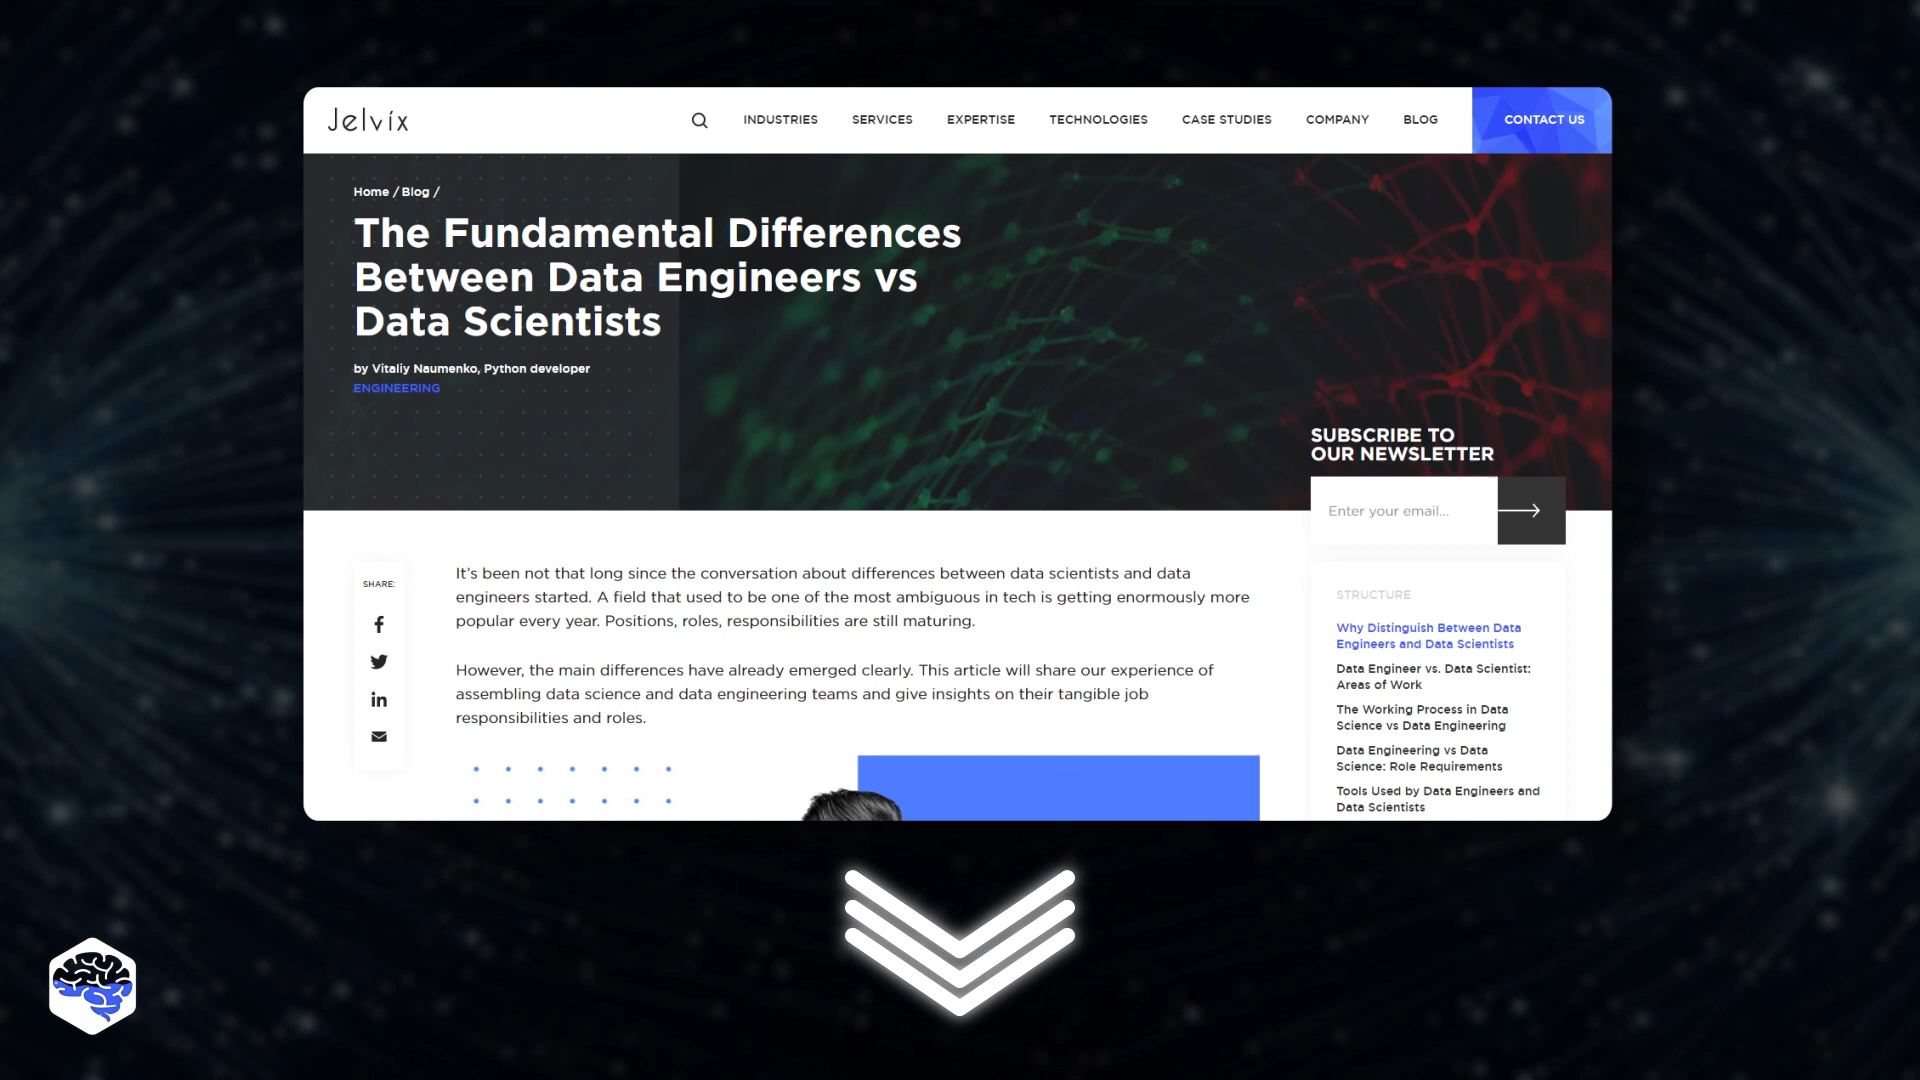 Jelvix
INDUSTRIES
SERVICES
EXPERTISE
TECHNOLOGIES
CASE STUDIES
COMPANY
BLOG
CONTACT US
Home / Blog /
The Fundamental Differences
Between Data Engineers vs
Data Scientists
by Vitaliy Naumenko, Python developer
ENGINEERING
SUBSCRIBE TO
OUR NEWSLETTER
Enter your email...
SHARE:
It's been not that long since the conversation about differences between data scientists and data
engineers started. A field that used to be one of the most ambiguous in tech is getting enormously more
popular every year. Positions, roles, responsibilities are still maturing.
However, the main differences have already emerged clearly. This article will share our experience of
assembling data science and data engineering teams and give insights on their tangible job
responsibilities and roles.
STRUCTURE
Why Distinguish Between Data
Engineers and Data Scientists
Data Engineer vs. Data Scientist:
Areas of Work
The Working Process in Data
Science vs Data Engineering
Data Engineering vs Data
Science: Role Requirements
Tools Used by Data Engineers and
Data Scientists